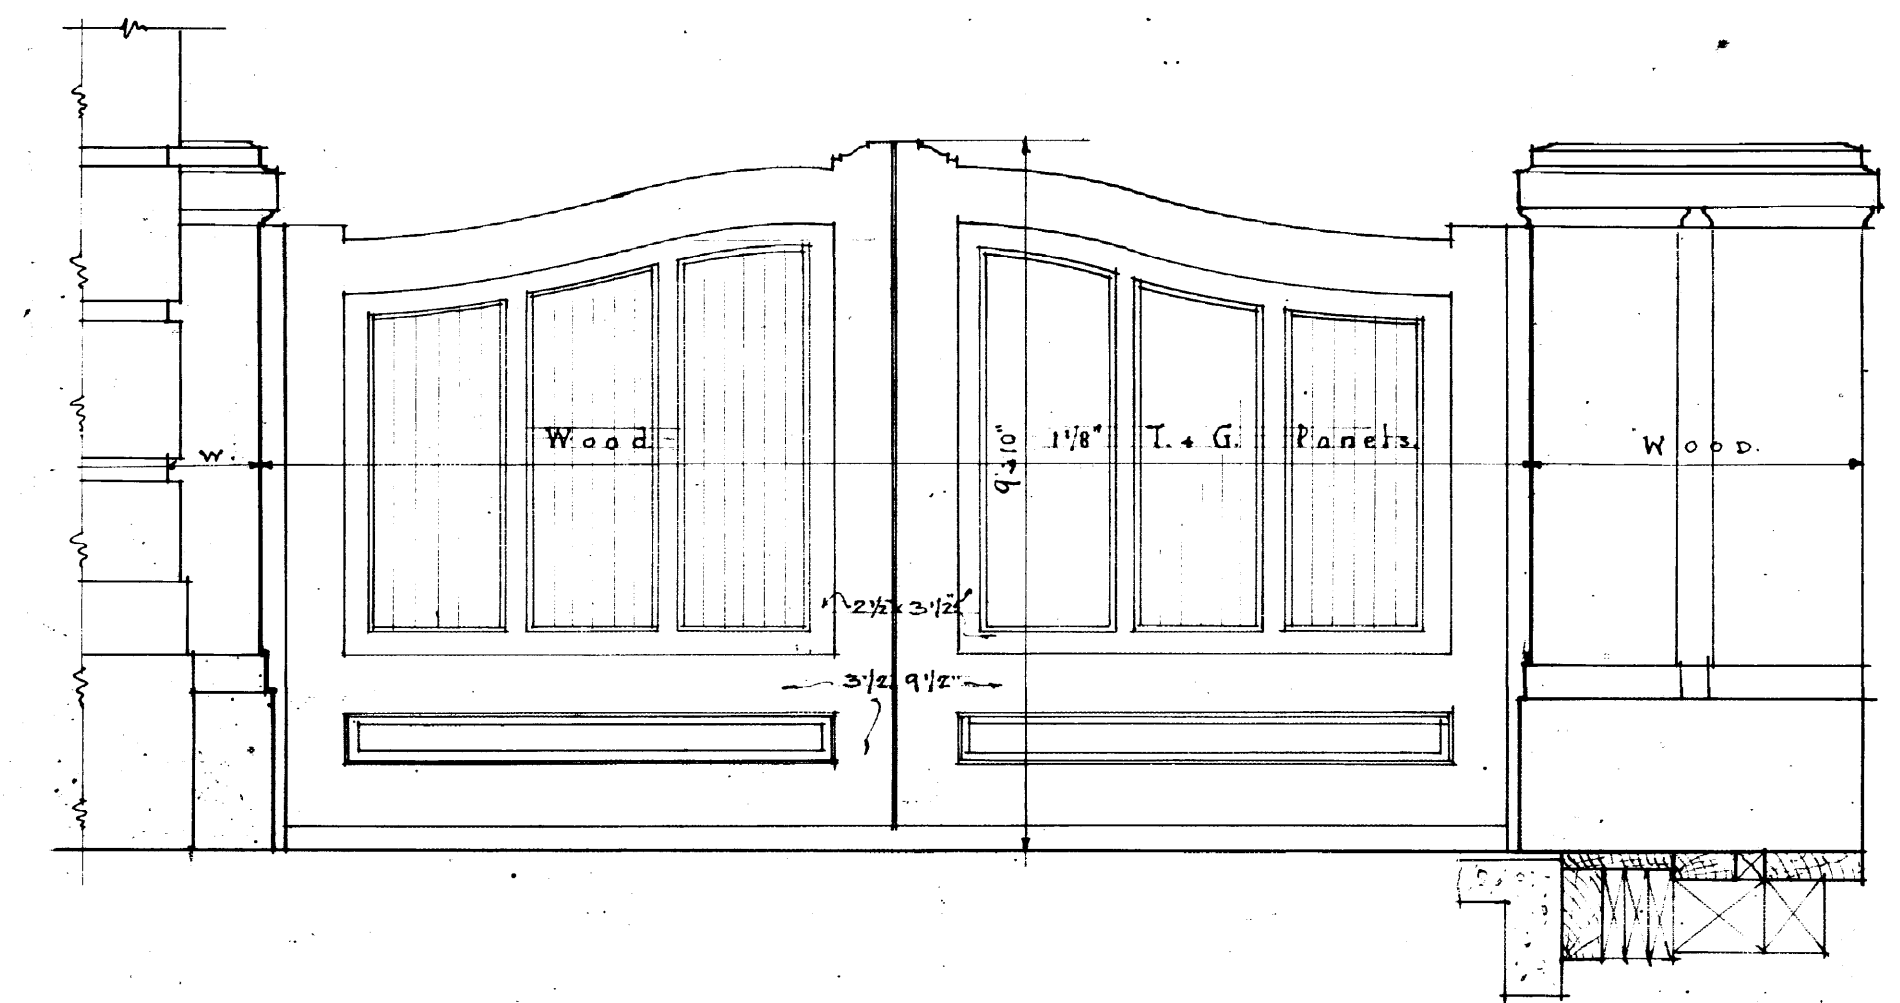 W. Wood 9'-10" 1 1/8" T. & G. Panels. WOOD.
2 1/2 x 3 1/2"
3 1/2 x 9 1/2"